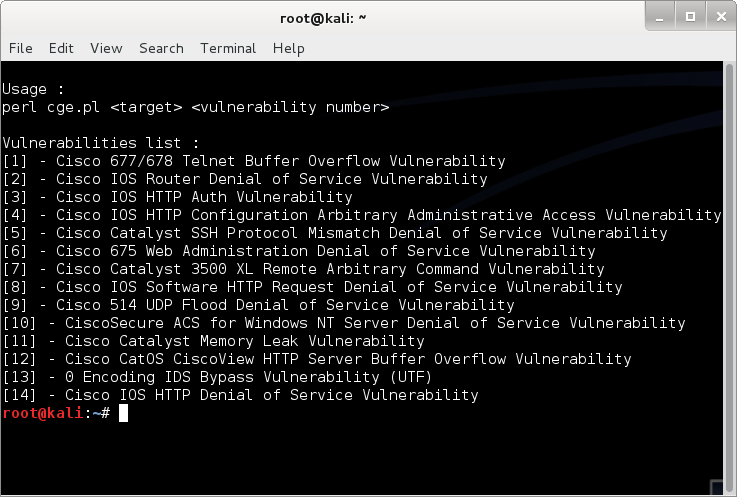 root@kali: ~
File Edit View Search Terminal Help
Usage :
perl cge.pl <target> <vulnerability number>
Vulnerabilities list :
[1] - Cisco 677/678 Telnet Buffer Overflow Vulnerability
[2] - Cisco IOS Router Denial of Service Vulnerability
[3] - Cisco IOS HTTP Auth Vulnerability
[4] - Cisco IOS HTTP Configuration Arbitrary Administrative Access Vulnerability
[5] - Cisco Catalyst SSH Protocol Mismatch Denial of Service Vulnerability
[6] - Cisco 675 Web Administration Denial of Service Vulnerability
[7] - Cisco Catalyst 3500 XL Remote Arbitrary Command Vulnerability
[8] - Cisco IOS Software HTTP Request Denial of Service Vulnerability
[9] - Cisco 514 UDP Flood Denial of Service Vulnerability
[10] - CiscoSecure ACS for Windows NT Server Denial of Service Vulnerability
[11] - Cisco Catalyst Memory Leak Vulnerability
[12] - Cisco CatOS CiscoView HTTP Server Buffer Overflow Vulnerability
[13] - 0 Encoding IDS Bypass Vulnerability (UTF)
[14] - Cisco IOS HTTP Denial of Service Vulnerability
root@kali:~#